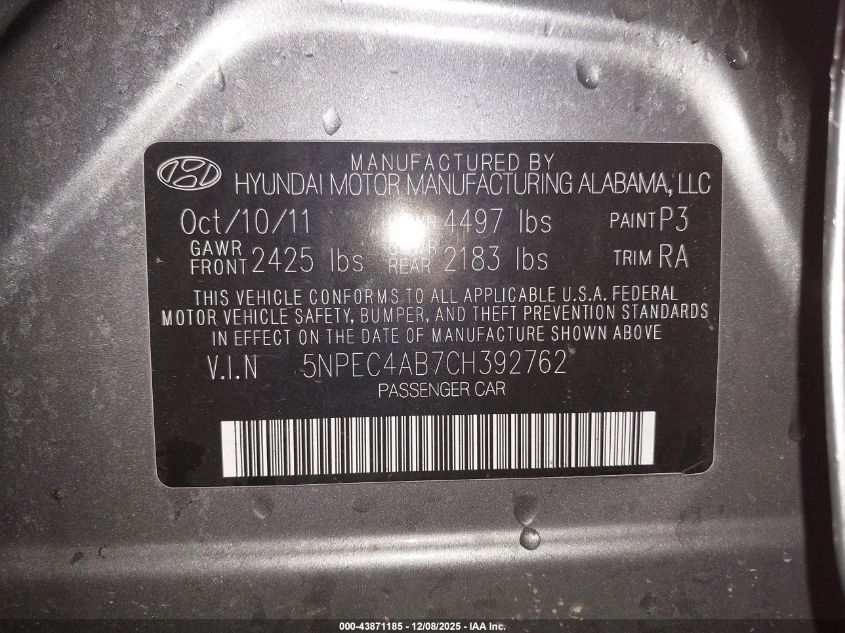 MANUFACTURED BY
HYUNDAI MOTOR MANUFACTURING ALABAMA, LLC
Oct/10/11 4497 lbs PAINT P3
GAWR FRONT 2425 lbs REAR 2183 lbs TRIM RA
THIS VEHICLE CONFORMS TO ALL APPLICABLE U.S.A. FEDERAL
MOTOR VEHICLE SAFETY, BUMPER, AND THEFT PREVENTION STANDARDS
IN EFFECT ON THE DATE OF MANUFACTURE SHOWN ABOVE
V.I.N 5NPEC4AB7CH392762
PASSENGER CAR
000-43871185 - 12/08/2025 - IAA Inc.